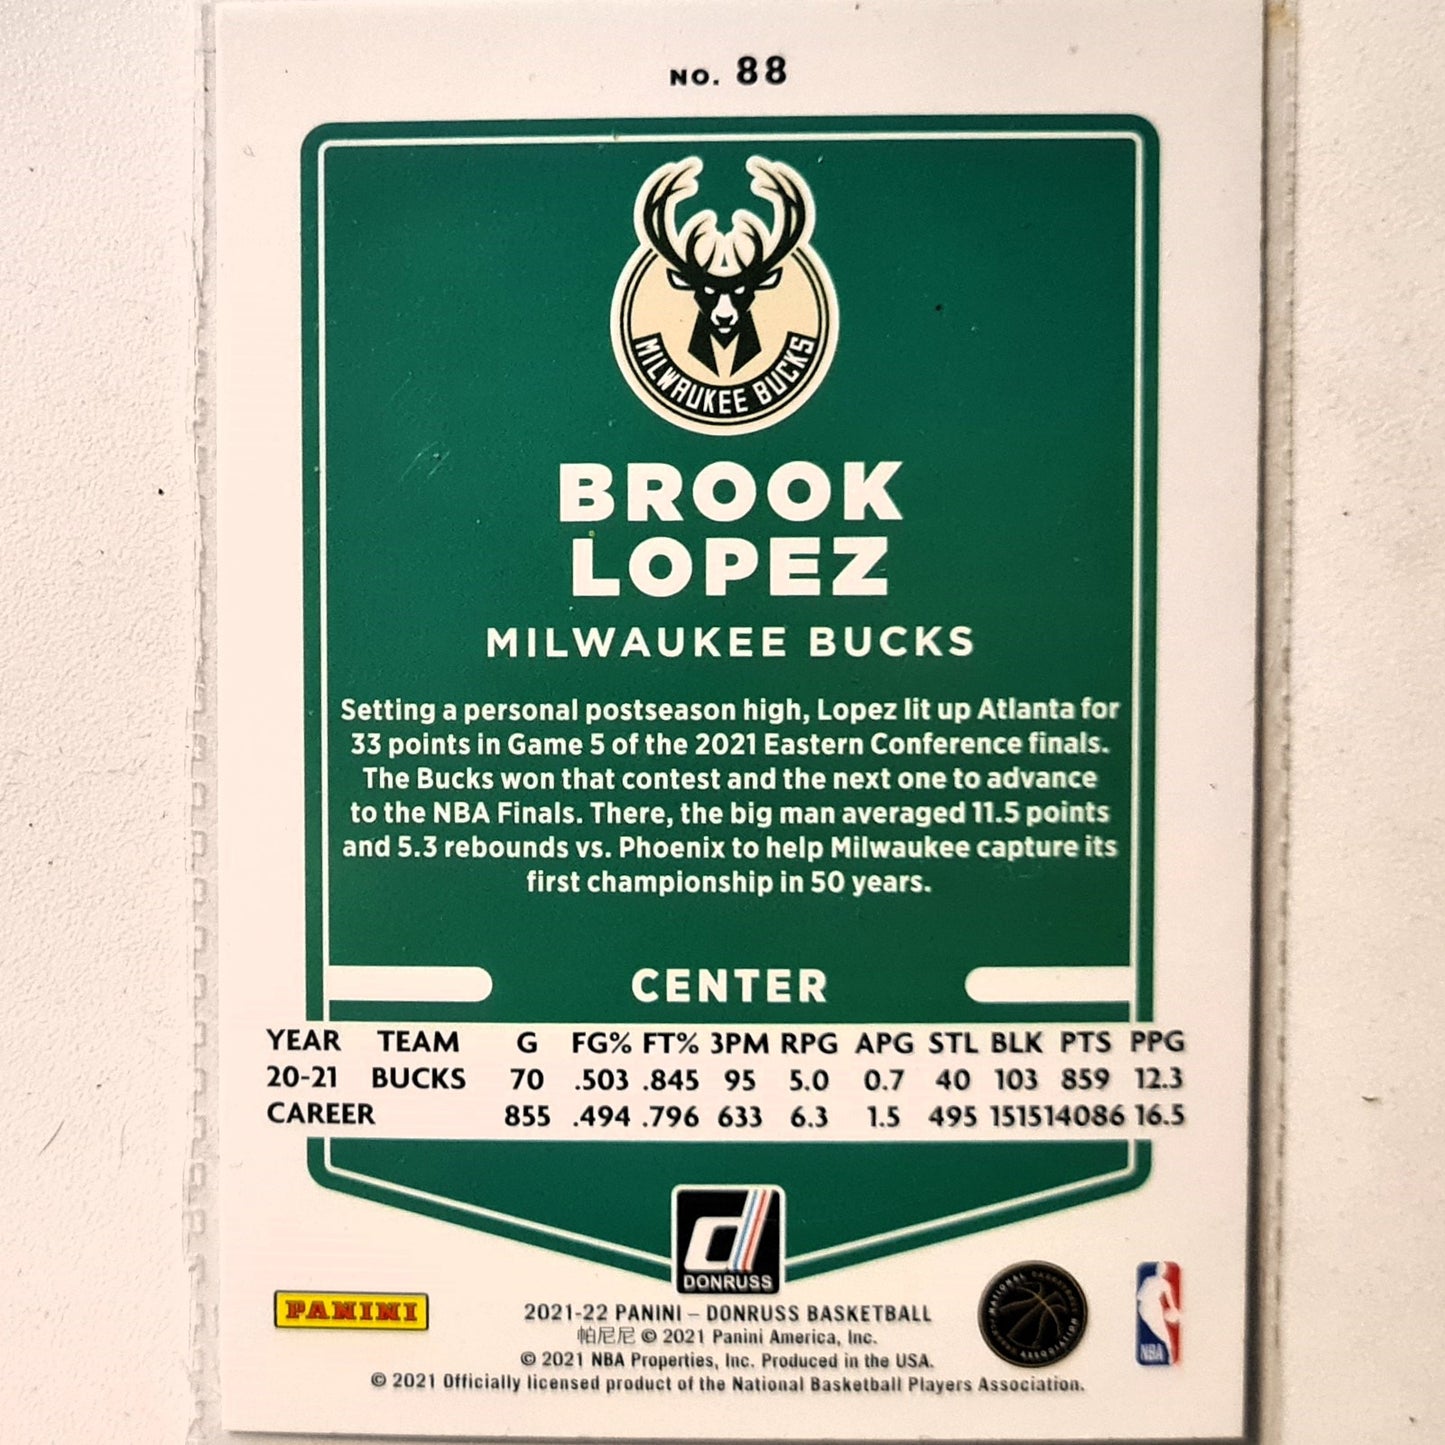 NO. 88
MILWAUKEE BUCKS
BROOK
LOPEZ
MILWAUKEE BUCKS
Setting a personal postseason high, Lopez lit up Atlanta for
33 points in Game 5 of the 2021 Eastern Conference finals.
The Bucks won that contest and the next one to advance
to the NBA Finals. There, the big man averaged 11.5 points
and 5.3 rebounds vs. Phoenix to help Milwaukee capture its
first championship in 50 years.
CENTER
YEAR TEAM G FG% FT% 3PM RPG APG STL BLK PTS PPG
20-21 BUCKS 70 .503 .845 95 5.0 0.7 40 103 859 12.3
CAREER 855 .494 .796 633 6.3 1.5 495 1515 14086 16.5
DONRUSS
PANINI
2021-22 PANINI – DONRUSS BASKETBALL
帕尼尼 © 2021 Panini America, Inc.
© 2021 NBA Properties, Inc. Produced in the USA.
© 2021 Officially licensed product of the National Basketball Players Association.
NATIONAL BASKETBALL
PLAYERS ASSOCIATION
NBA